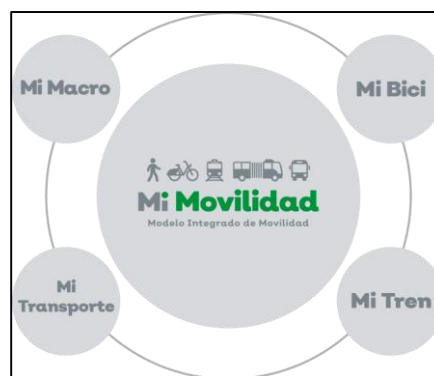 Mi Macro
Mi Bici
Mi Movilidad
Modelo Integrado de Movilidad
Mi
Transporte
Mi Tren